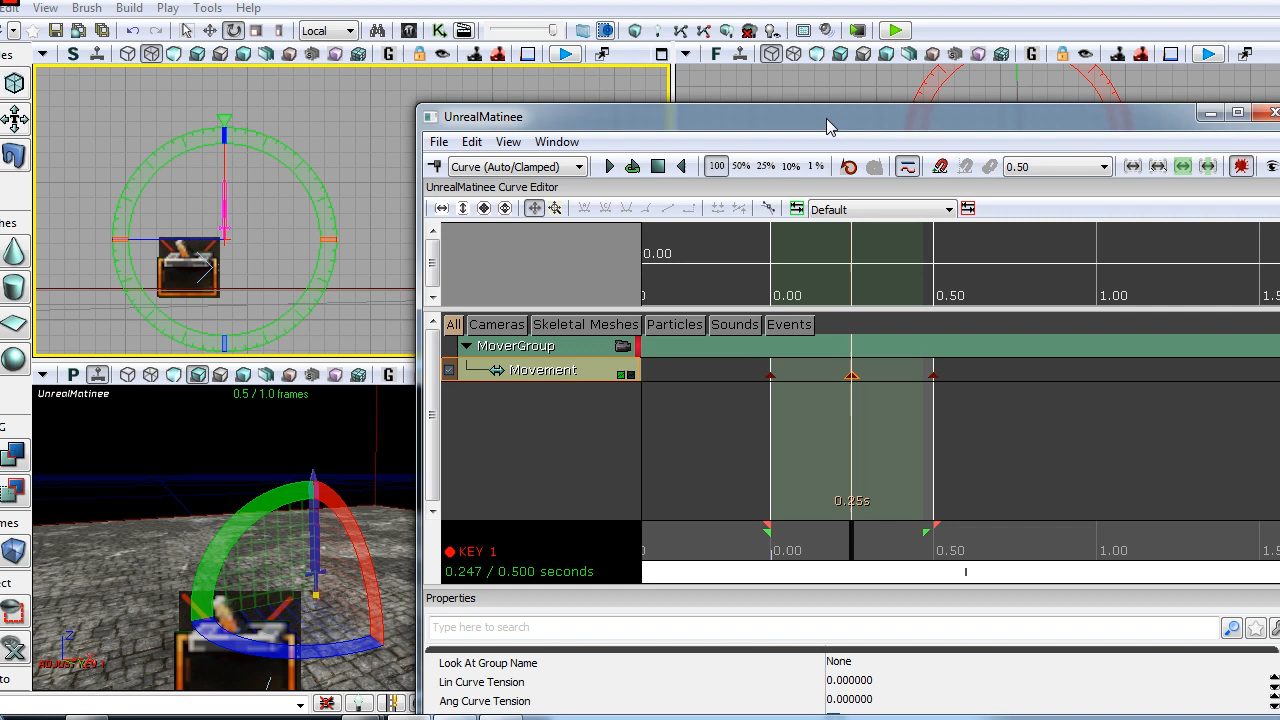 Edit View Brush Build Play Tools Help
Local
S
G
F
G
UnrealMatinee
File Edit View Window
Curve (Auto/Clamped) 100 50% 25% 10% 1 % 0.50
UnrealMatinee Curve Editor
Default
0.00
0.00 0.50 1.00
All Cameras Skeletal Meshes Particles Sounds Events
MoverGroup
Movement
P
G
UnrealMatinee
0.5 / 1.0 frames
0.25s
0.00 0.50 1.00
KEY 1
0.247 / 0.500 seconds
Z
ADJUST KEY 1
Properties
Type here to search
Look At Group Name None
Lin Curve Tension 0.000000
Ang Curve Tension 0.000000